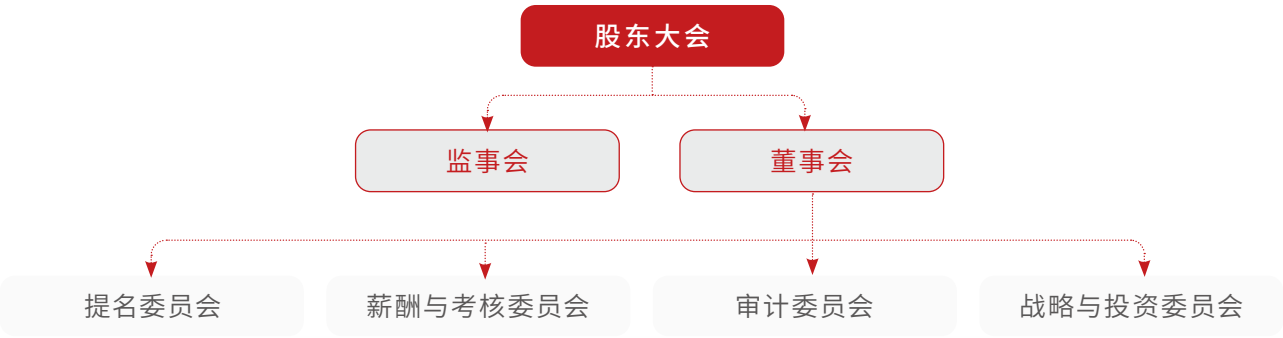 股东大会
监事会
董事会
提名委员会
薪酬与考核委员会
审计委员会
战略与投资委员会